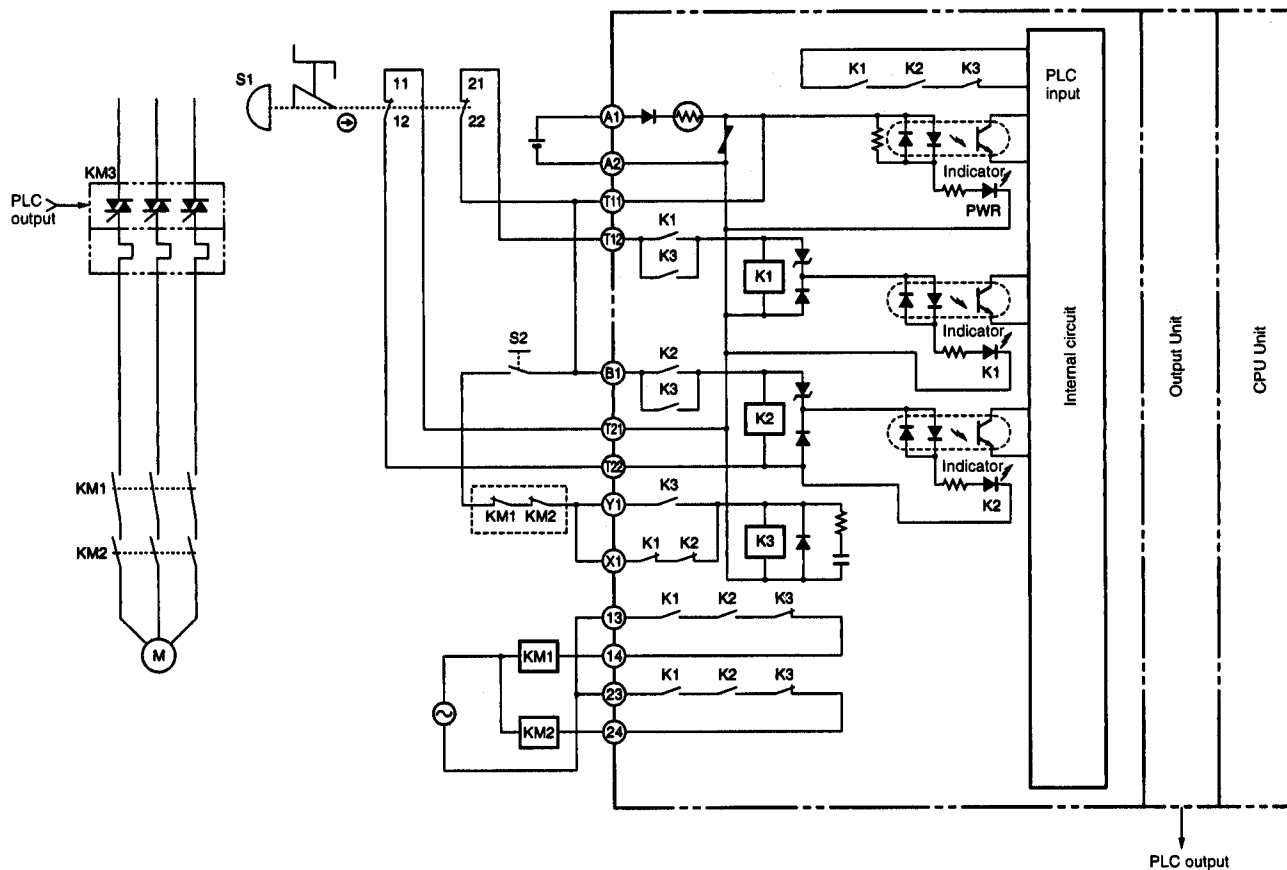 S1
11
21
12
22
K1 K2 K3
PLC
input
A1
A2
KM3
PLC
output
Indicator
PWR
T11
T12
K1
K3
K1
Indicator
K1
S2
B1
K2
K3
K2
T21
T22
Indicator
K2
KM1
KM2
KM1 KM2
Y1
K3
K3
X1
K1 K2
M
13
K1 K2 K3
KM1
14
23
K1 K2 K3
KM2
24
Internal circuit
Output Unit
CPU Unit
PLC output